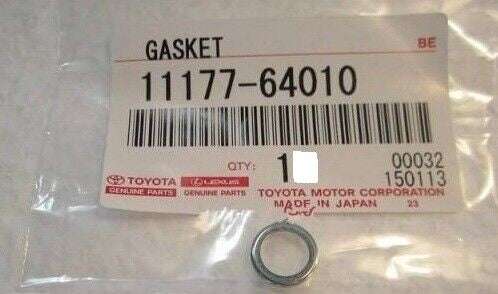 GASKET BE
11177-64010
QTY: 1 00032
150113
TOYOTA LEXUS
GENUINE PARTS GENUINE PARTS
TOYOTA MOTOR CORPORATION
MADE IN JAPAN 23